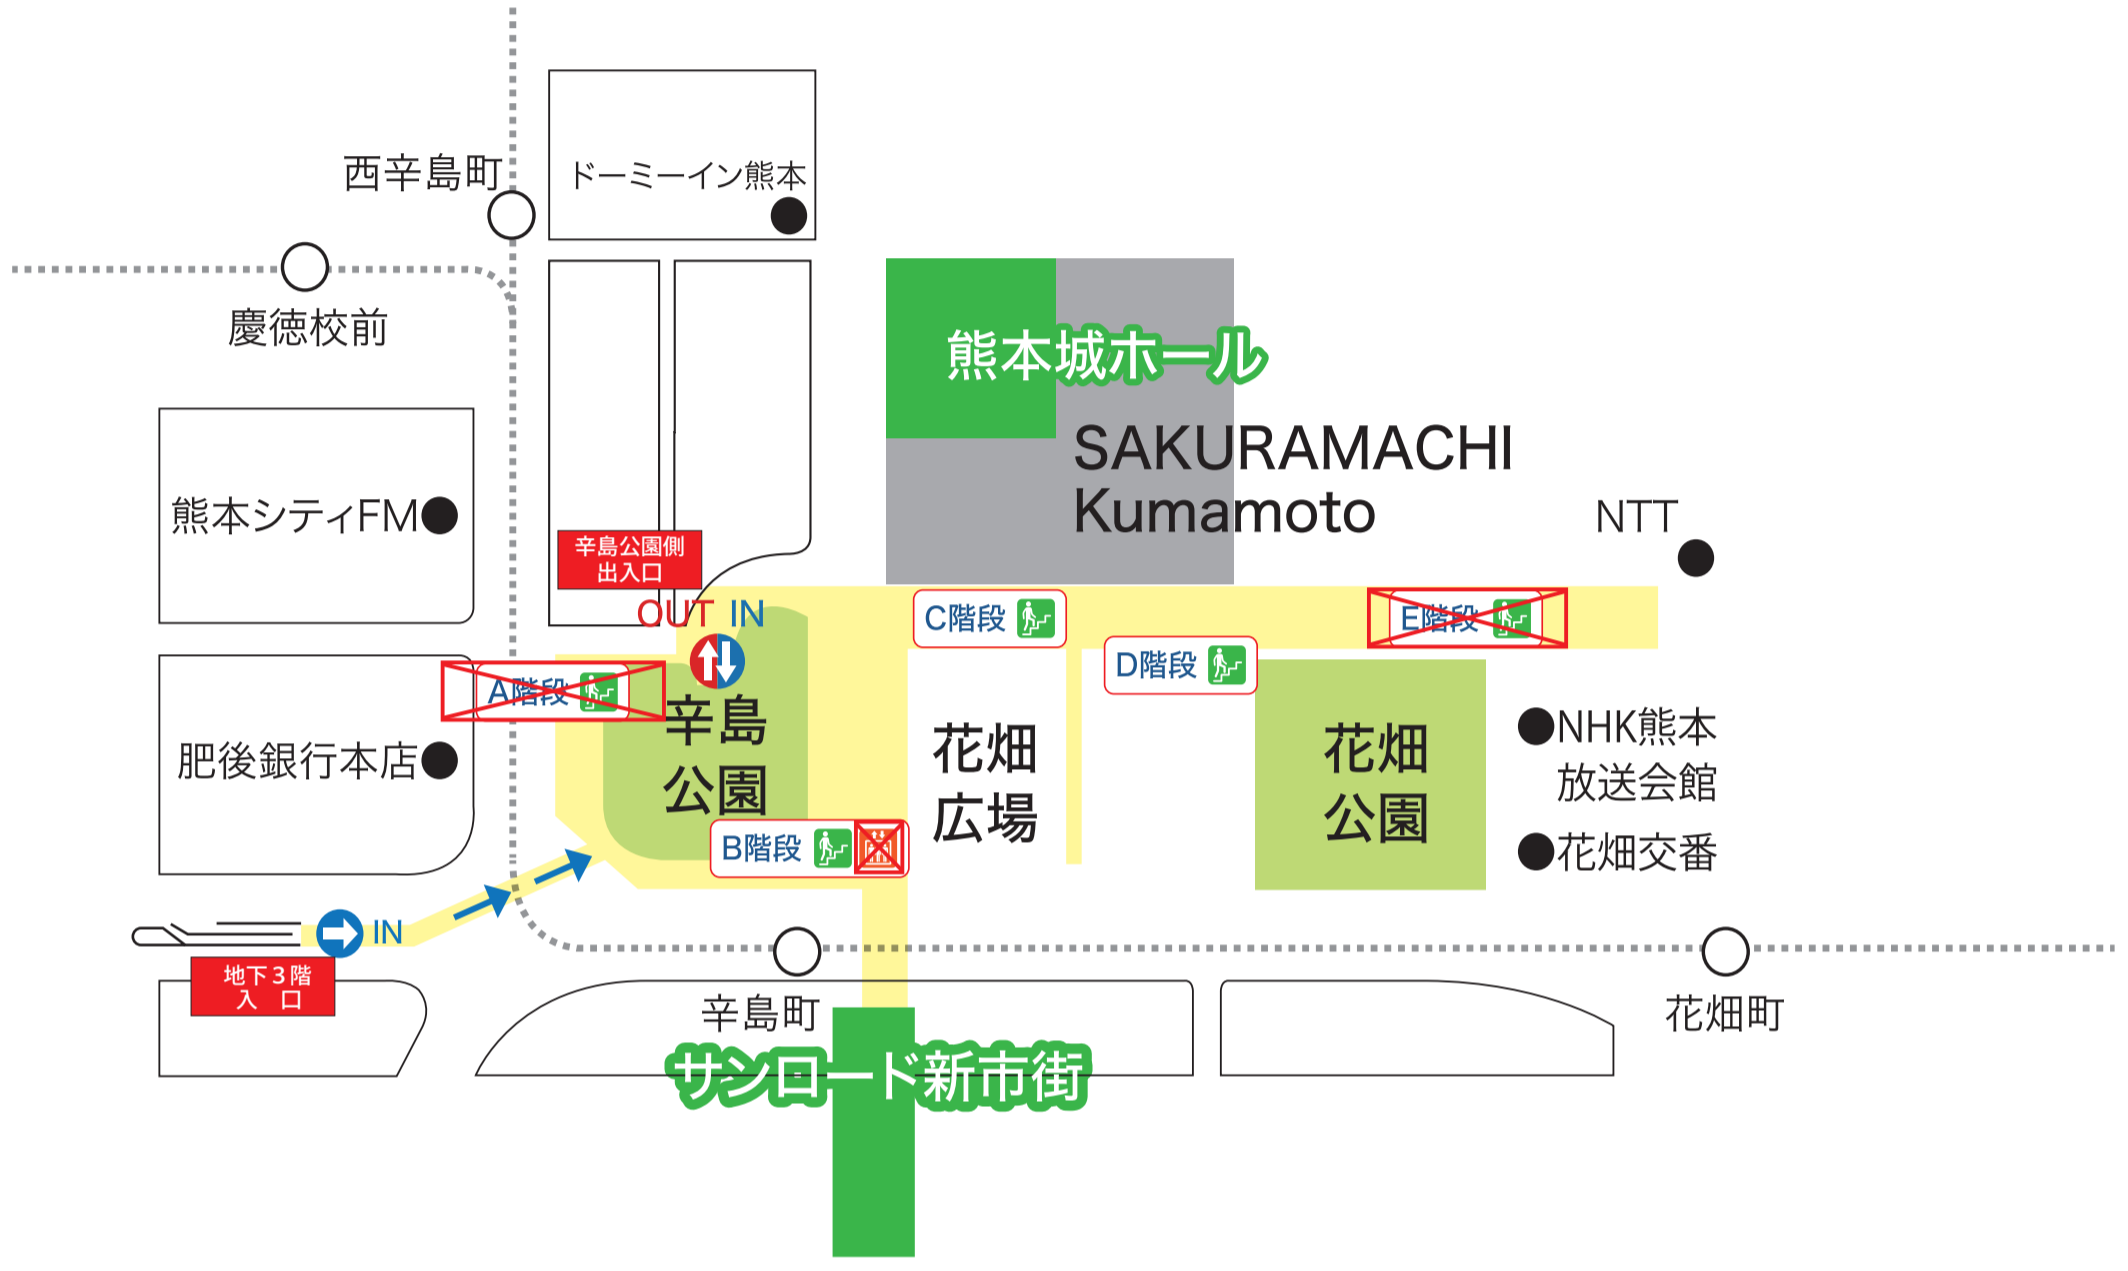 西辛島町
ドーミーイン熊本
慶徳校前
熊本城ホール
SAKURAMACHI
Kumamoto
熊本シティFM
NTT
辛島公園側
出入口
OUT IN
C階段
E階段
D階段
A階段
辛島
公園
花畑
広場
花畑
公園
NHK熊本
放送会館
肥後銀行本店
B階段
花畑交番
IN
地下3階
入 口
辛島町
花畑町
サンロード新市街